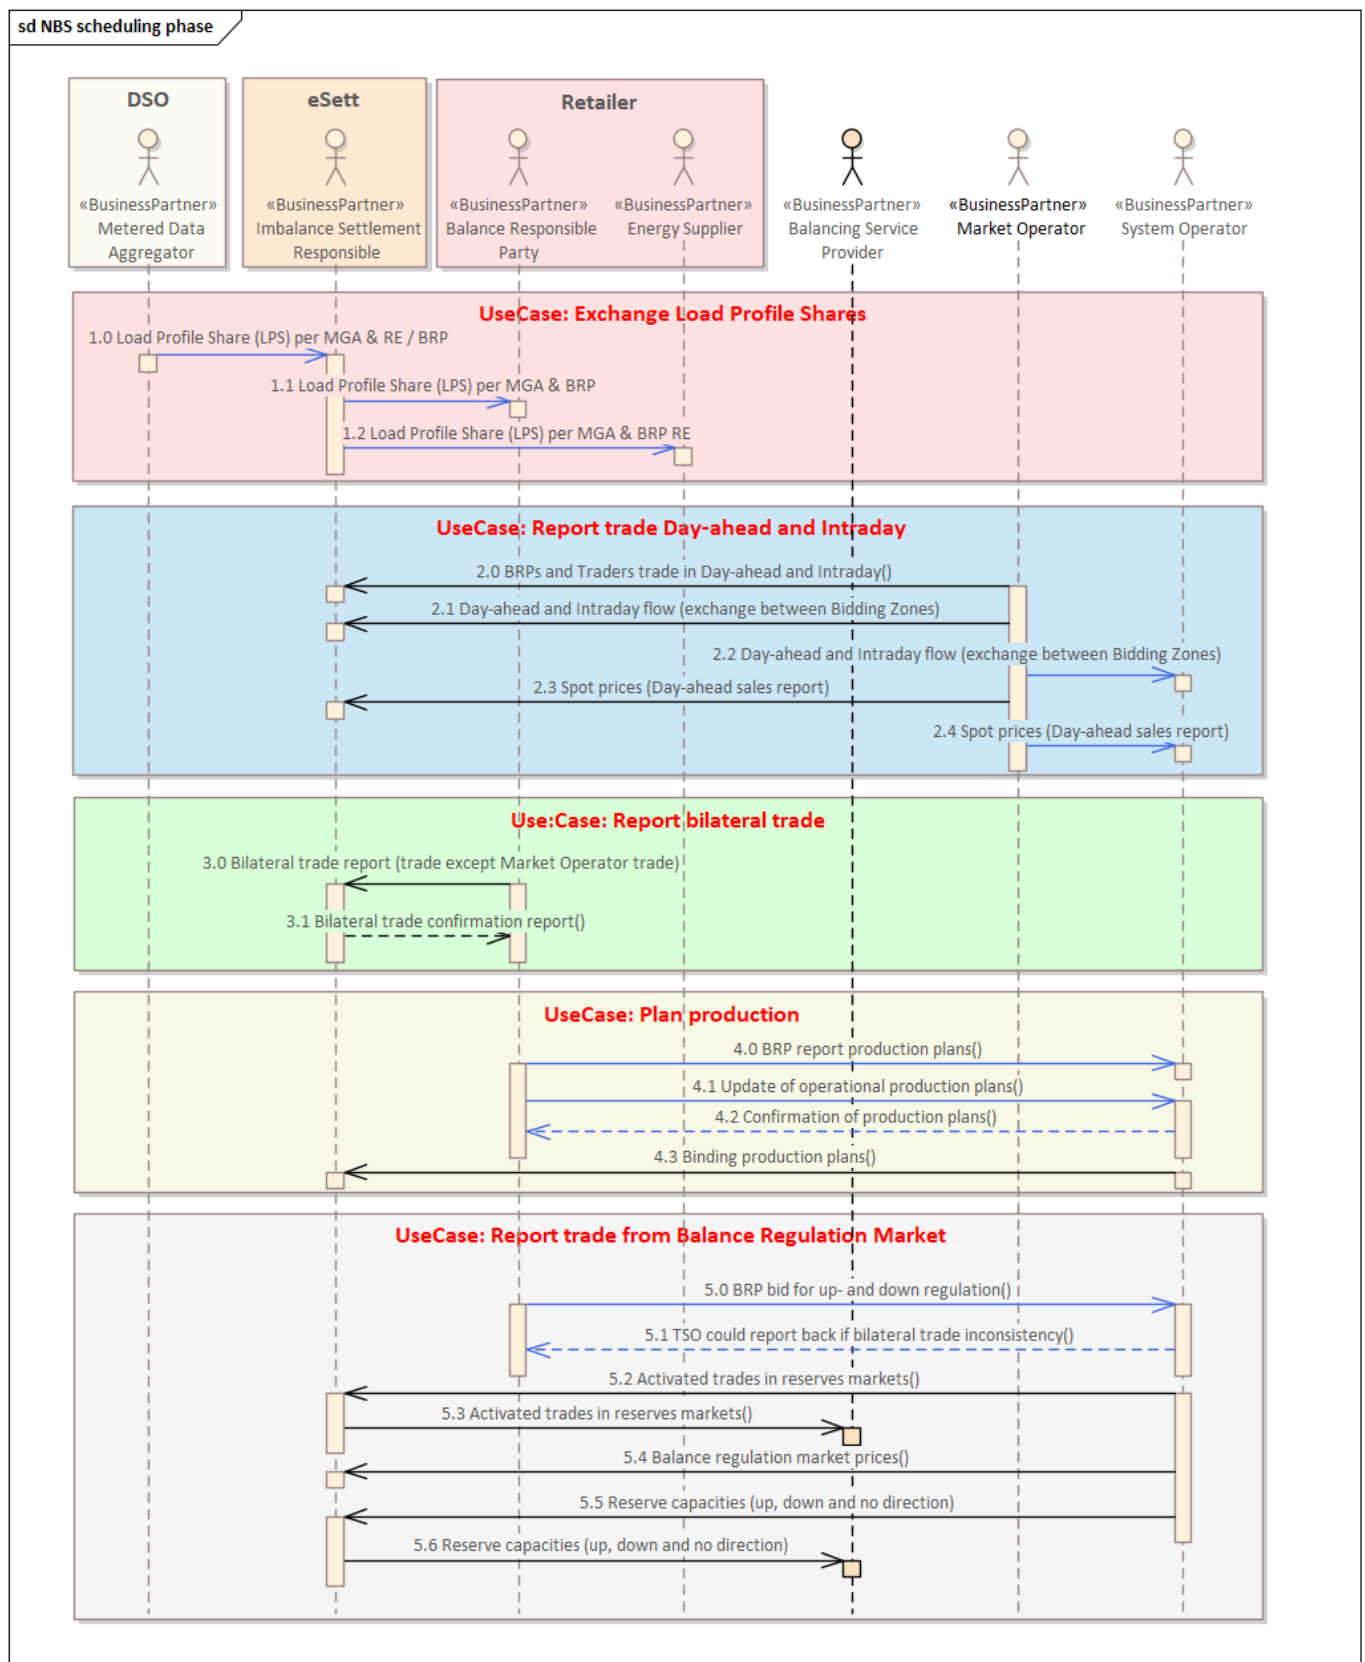 sd NBS scheduling phase
DSO
eSett
Retailer
«BusinessPartner»
Metered Data
Aggregator
«BusinessPartner»
Imbalance Settlement
Responsible
«BusinessPartner»
Balance Responsible
Party
«BusinessPartner»
Energy Supplier
«BusinessPartner»
Balancing Service
Provider
«BusinessPartner»
Market Operator
«BusinessPartner»
System Operator
UseCase: Exchange Load Profile Shares
1.0 Load Profile Share (LPS) per MGA & RE / BRP
1.1 Load Profile Share (LPS) per MGA & BRP
1.2 Load Profile Share (LPS) per MGA & BRP RE
UseCase: Report trade Day-ahead and Intraday
2.0 BRPs and Traders trade in Day-ahead and Intraday()
2.1 Day-ahead and Intraday flow (exchange between Bidding Zones)
2.2 Day-ahead and Intraday flow (exchange between Bidding Zones)
2.3 Spot prices (Day-ahead sales report)
2.4 Spot prices (Day-ahead sales report)
Use:Case: Report bilateral trade
3.0 Bilateral trade report (trade except Market Operator trade)
3.1 Bilateral trade confirmation report()
UseCase: Plan production
4.0 BRP report production plans()
4.1 Update of operational production plans()
4.2 Confirmation of production plans()
4.3 Binding production plans()
UseCase: Report trade from Balance Regulation Market
5.0 BRP bid for up- and down regulation()
5.1 TSO could report back if bilateral trade inconsistency()
5.2 Activated trades in reserves markets()
5.3 Activated trades in reserves markets()
5.4 Balance regulation market prices()
5.5 Reserve capacities (up, down and no direction)
5.6 Reserve capacities (up, down and no direction)